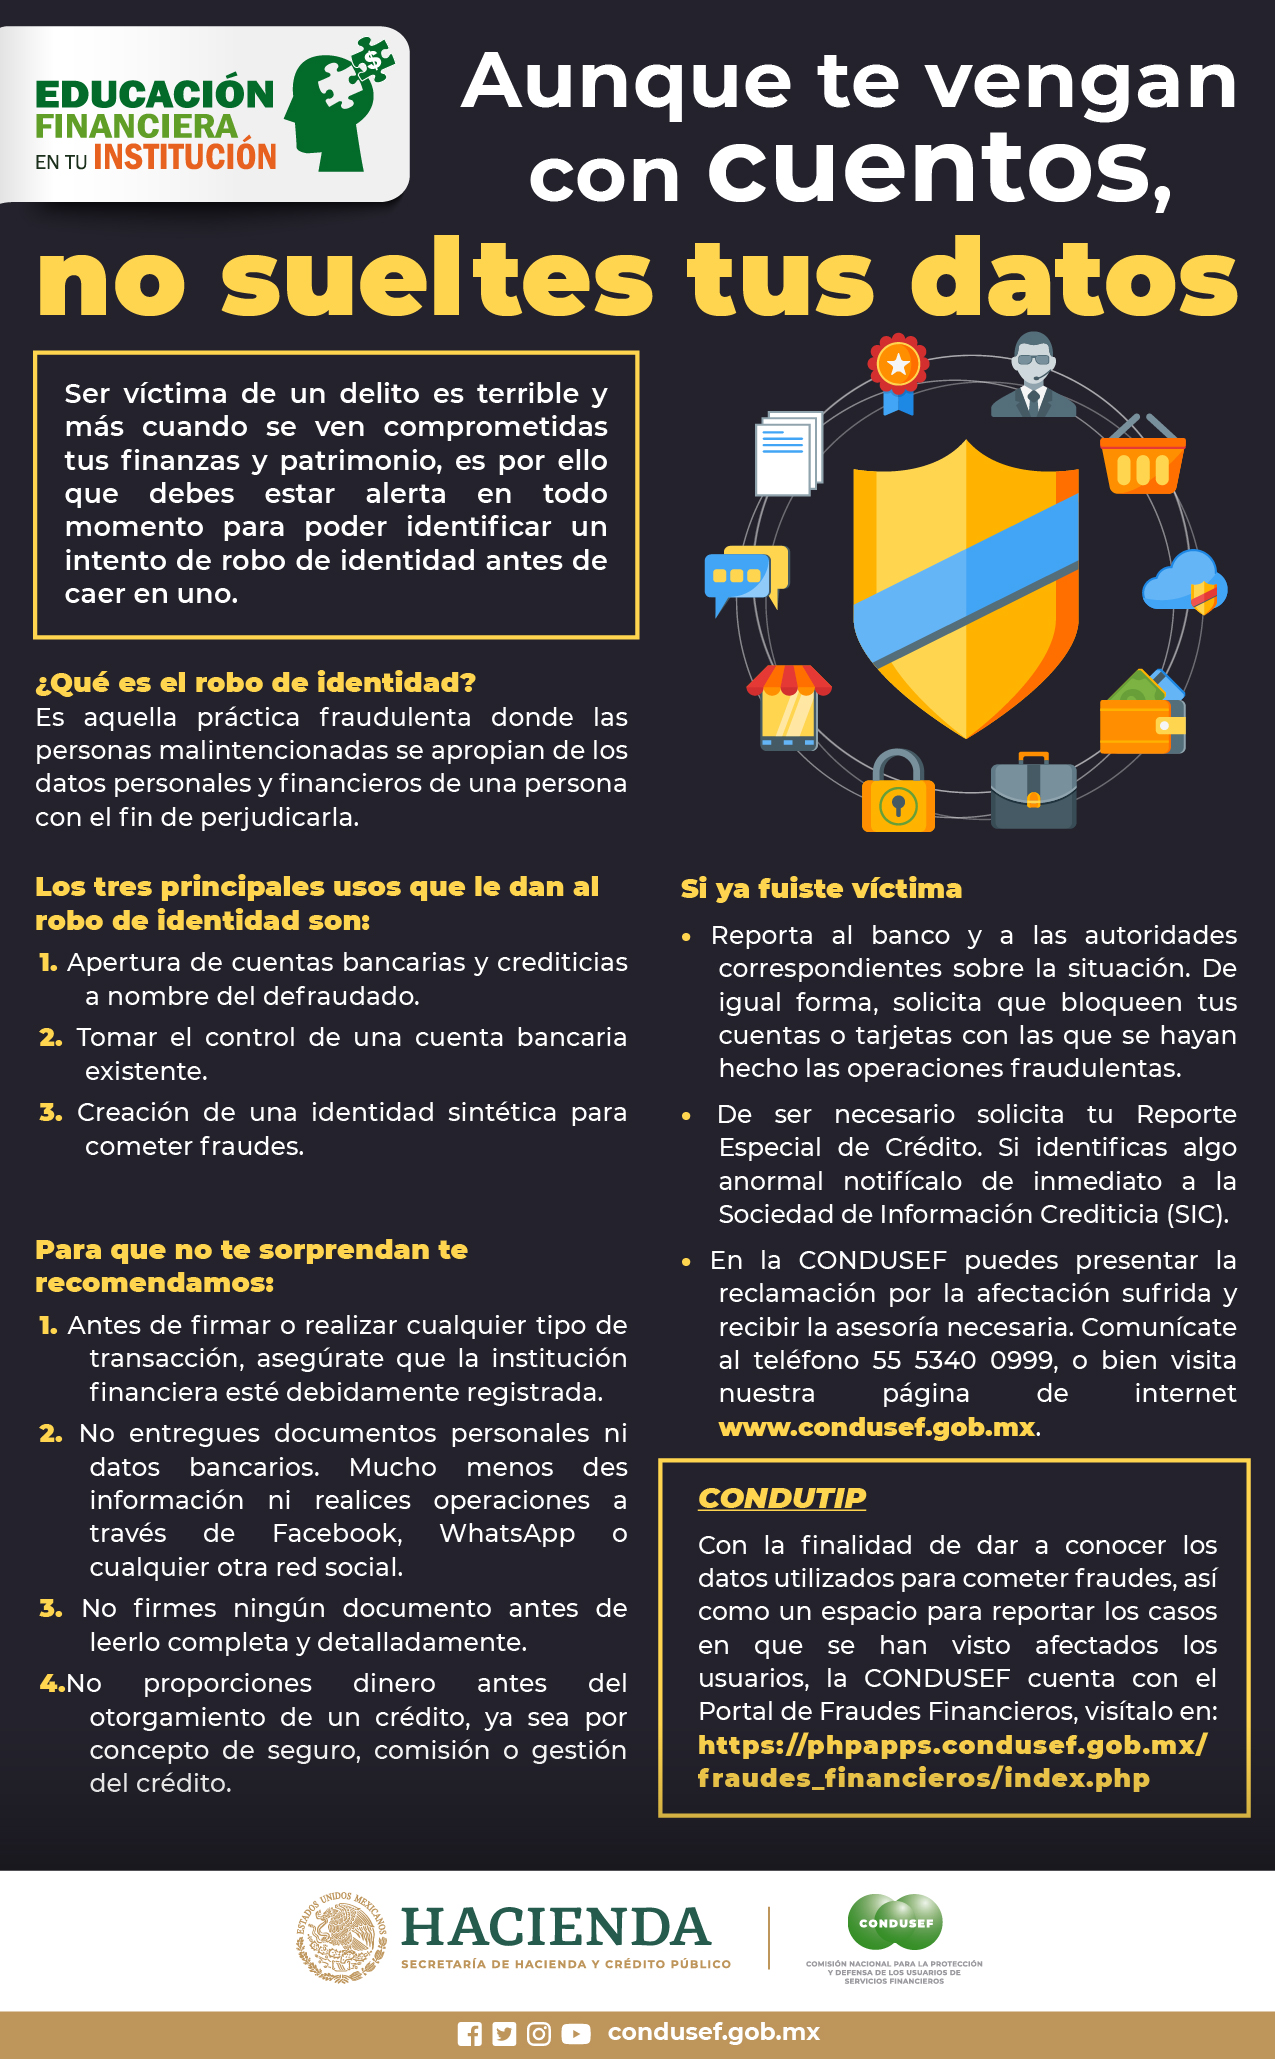 EDUCACIÓN
FINANCIERA
EN TU INSTITUCIÓN
$
Aunque te vengan
con cuentos,
no sueltes tus datos
Ser víctima de un delito es terrible y
más cuando se ven comprometidas
tus finanzas y patrimonio, es por ello
que debes estar alerta en todo
momento para poder identificar un
intento de robo de identidad antes de
caer en uno.
¿Qué es el robo de identidad?
Es aquella práctica fraudulenta donde las
personas malintencionadas se apropian de los
datos personales y financieros de una persona
con el fin de perjudicarla.
Los tres principales usos que le dan al
robo de identidad son:
1. Apertura de cuentas bancarias y crediticias
a nombre del defraudado.
2. Tomar el control de una cuenta bancaria
existente.
3. Creación de una identidad sintética para
cometer fraudes.
Para que no te sorprendan te
recomendamos:
1. Antes de firmar o realizar cualquier tipo de
transacción, asegúrate que la institución
financiera esté debidamente registrada.
2. No entregues documentos personales ni
datos bancarios. Mucho menos des
información ni realices operaciones a
través de Facebook, WhatsApp o
cualquier otra red social.
3. No firmes ningún documento antes de
leerlo completa y detalladamente.
4.No proporciones dinero antes del
otorgamiento de un crédito, ya sea por
concepto de seguro, comisión o gestión
del crédito.
Si ya fuiste víctima
• Reporta al banco y a las autoridades
correspondientes sobre la situación. De
igual forma, solicita que bloqueen tus
cuentas o tarjetas con las que se hayan
hecho las operaciones fraudulentas.
• De ser necesario solicita tu Reporte
Especial de Crédito. Si identificas algo
anormal notifícalo de inmediato a la
Sociedad de Información Crediticia (SIC).
• En la CONDUSEF puedes presentar la
reclamación por la afectación sufrida y
recibir la asesoría necesaria. Comunícate
al teléfono 55 5340 0999, o bien visita
nuestra página de internet
www.condusef.gob.mx.
CONDUTIP
Con la finalidad de dar a conocer los
datos utilizados para cometer fraudes, así
como un espacio para reportar los casos
en que se han visto afectados los
usuarios, la CONDUSEF cuenta con el
Portal de Fraudes Financieros, visítalo en:
https://phpapps.condusef.gob.mx/
fraudes_financieros/index.php
ESTADOS UNIDOS MEXICANOS
HACIENDA
SECRETARÍA DE HACIENDA Y CRÉDITO PÚBLICO
CONDUSEF
COMISIÓN NACIONAL PARA LA PROTECCIÓN
Y DEFENSA DE LOS USUARIOS DE
SERVICIOS FINANCIEROS
condusef.gob.mx